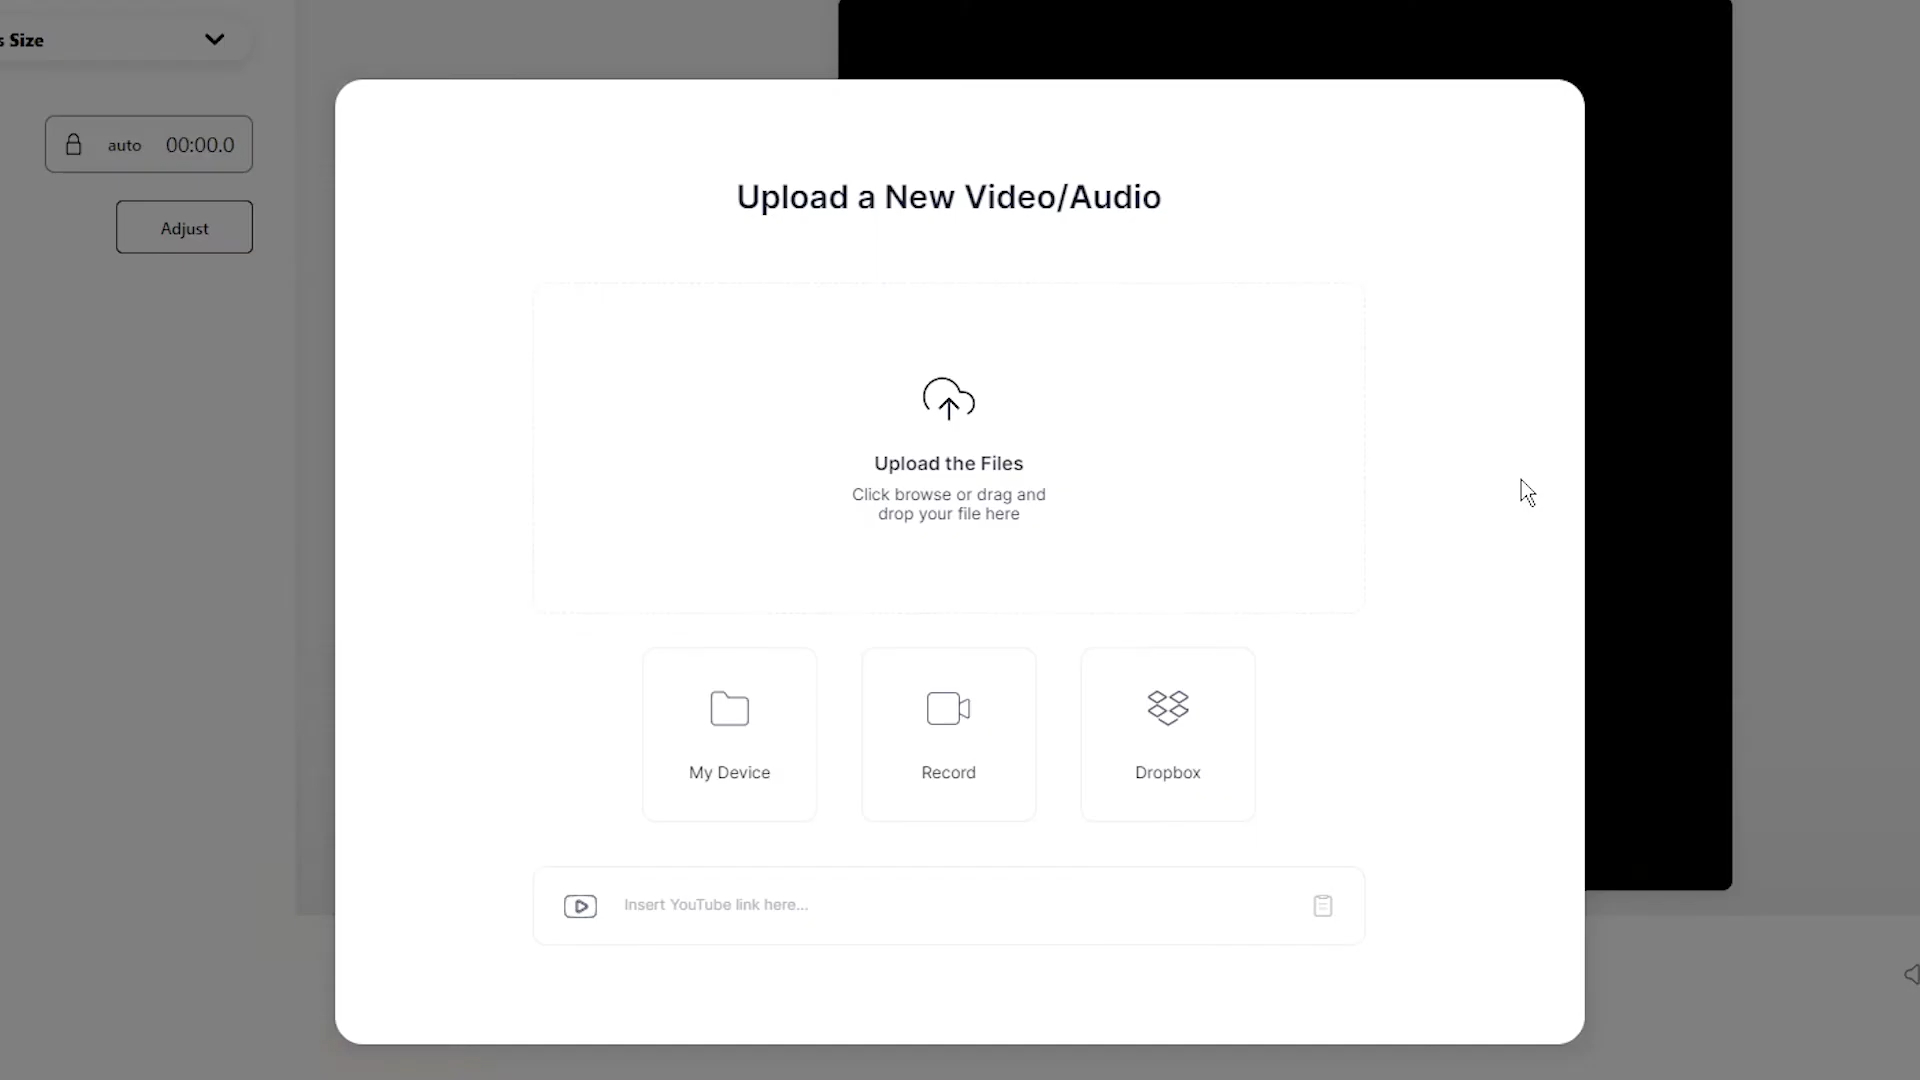 s Size
auto 00:00.0
Adjust
Upload a New Video/Audio
Upload the Files
Click browse or drag and
drop your file here
My Device
Record
Dropbox
Insert YouTube link here...